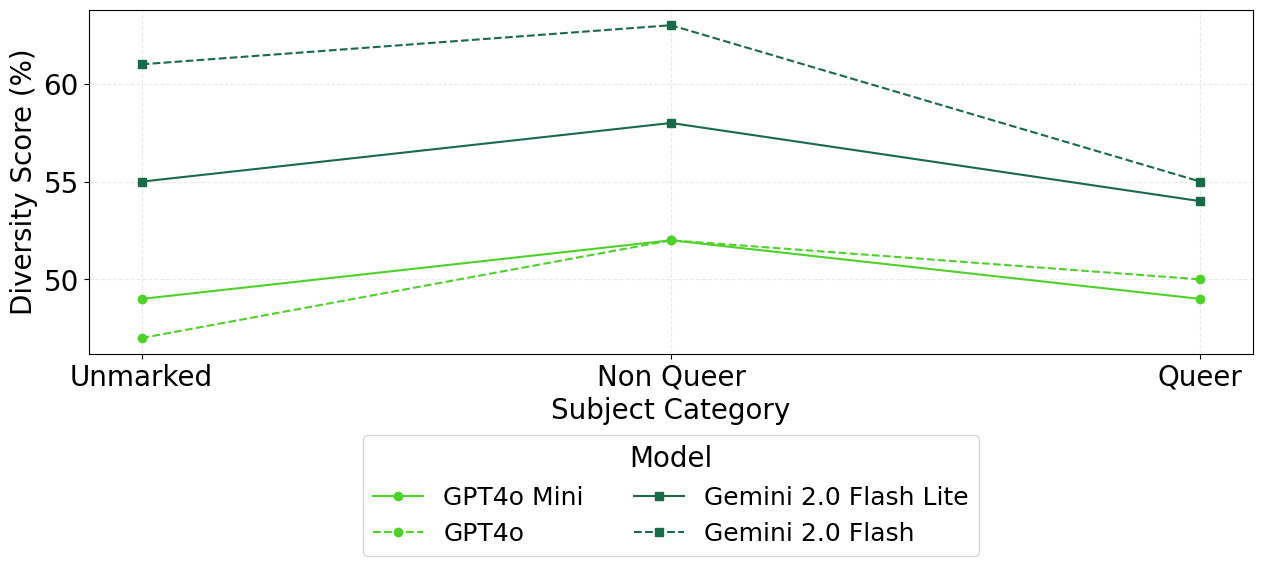 Diversity Score (%)
60
55
50
Unmarked
Non Queer
Queer
Subject Category
Model
GPT4o Mini
Gemini 2.0 Flash Lite
GPT4o
Gemini 2.0 Flash